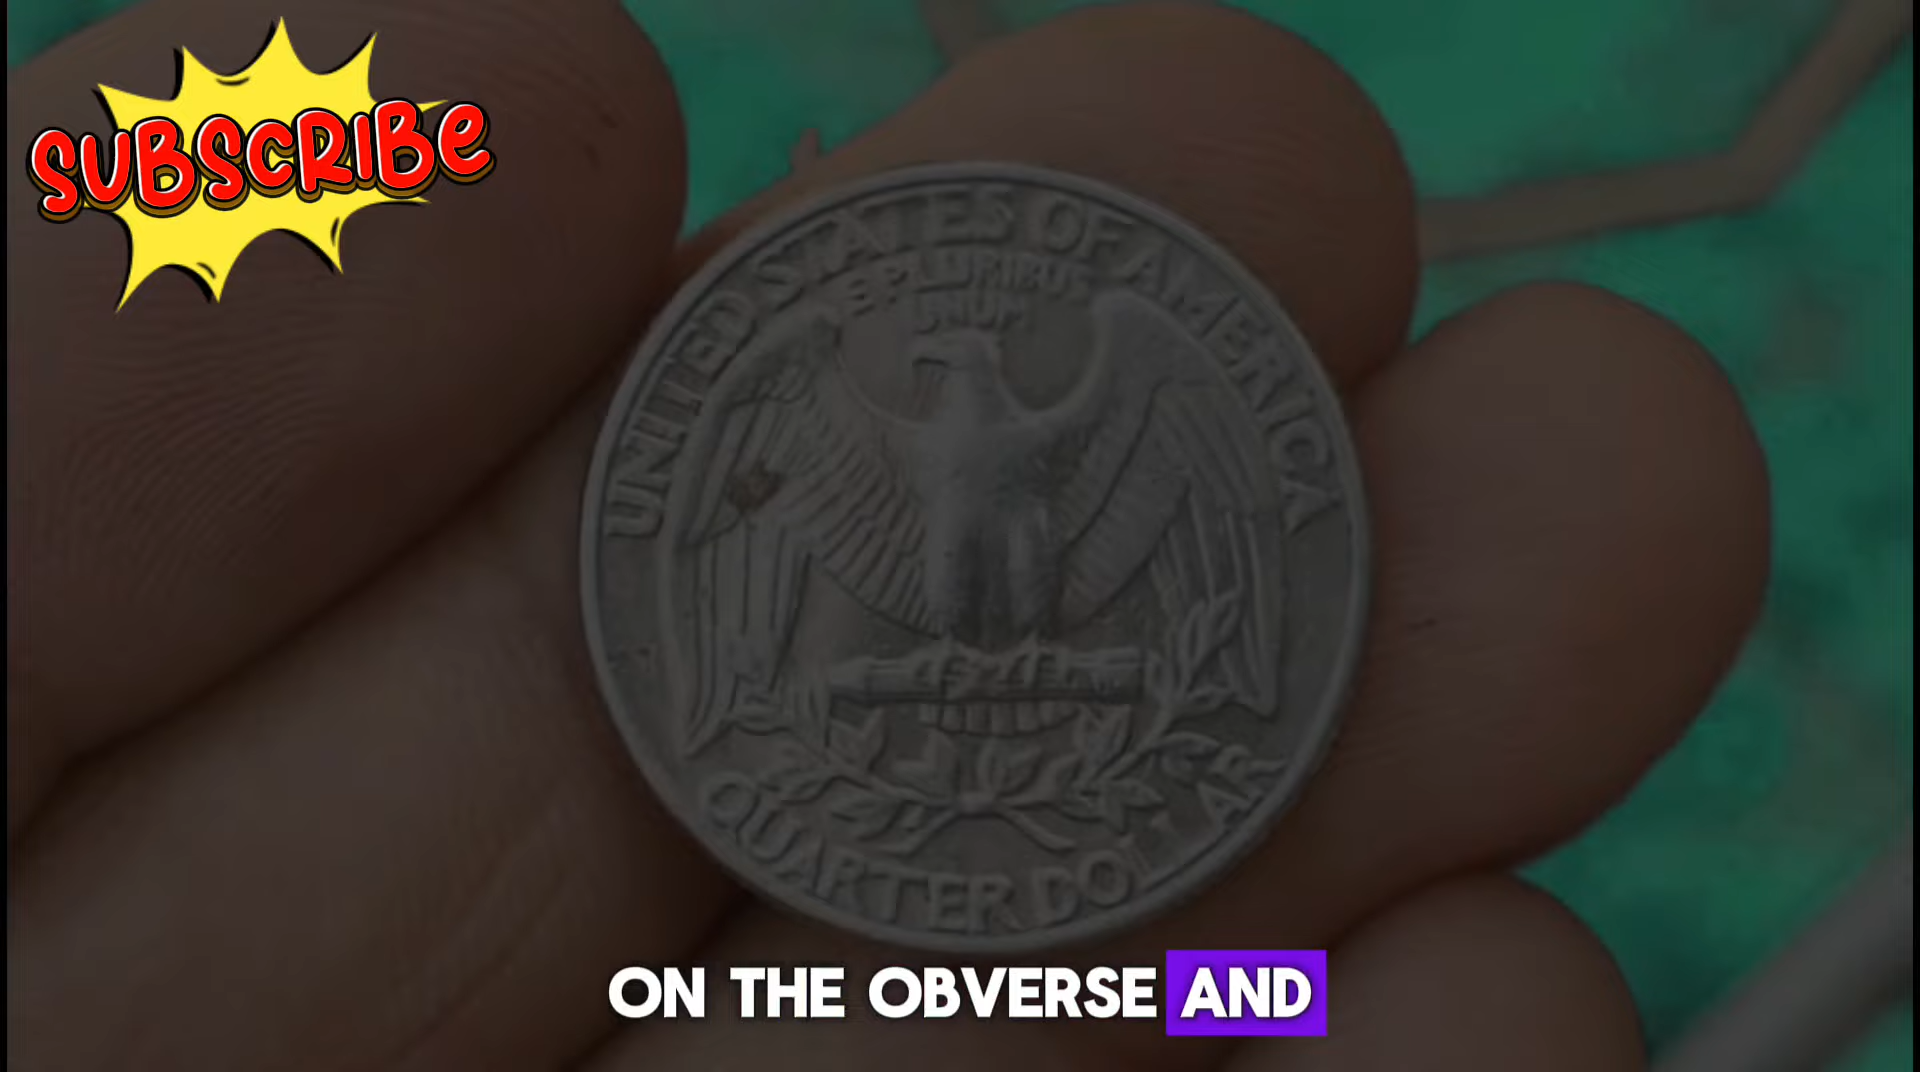 SUBSCRIBE
UNITED STATES OF AMERICA
E PLURIBUS
UNUM
QUARTER DOLLAR
ON THE OBVERSE AND